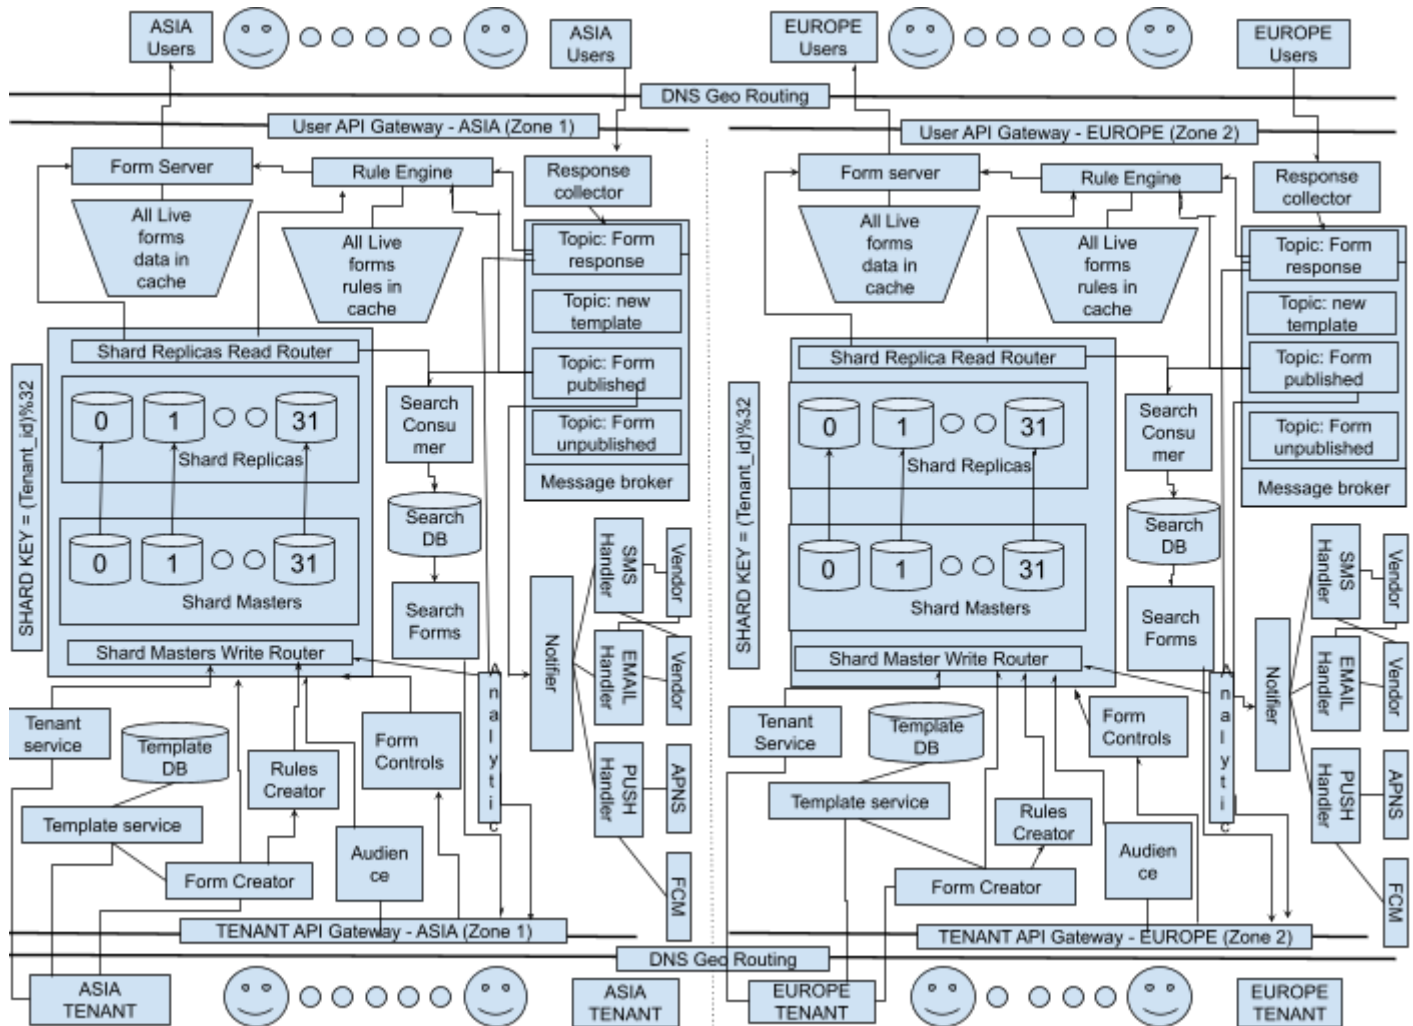 ASIA
Users
ASIA
Users
EUROPE
Users
EUROPE
Users
DNS Geo Routing
User API Gateway - ASIA (Zone 1)
Form Server
Rule Engine
Response
collector
All Live
forms
data in
cache
All Live
forms
rules in
cache
Topic: Form
response
Topic: new
template
Topic: Form
published
Topic: Form
unpublished
Message broker
SHARD KEY = (Tenant_id)%32
Shard Replicas Read Router
0
1
31
Shard Replicas
0
1
31
Shard Masters
Shard Masters Write Router
Search
Consu
mer
Search
DB
Search
Forms
SMS
Handler
Vendor
Notifier
EMAIL
Handler
Vendor
PUSH
Handler
APNS
FCM
A
n
a
l
y
t
i
c
Tenant
service
Template
DB
Rules
Creator
Form
Controls
Template service
Form Creator
Audien
ce
TENANT API Gateway - ASIA (Zone 1)
User API Gateway - EUROPE (Zone 2)
Form server
Rule Engine
Response
collector
All Live
forms
data in
cache
All Live
forms
rules in
cache
Topic: Form
response
Topic: new
template
Topic: Form
published
Topic: Form
unpublished
Message broker
SHARD KEY = (Tenant_id)%32
Shard Replica Read Router
0
1
31
Shard Replicas
0
1
31
Shard Masters
Shard Master Write Router
Search
Consu
mer
Search
DB
Search
Forms
SMS
Handler
Vendor
Notifier
EMAIL
Handler
Vendor
PUSH
Handler
APNS
FCM
A
n
a
l
y
t
i
c
Tenant
Service
Template
DB
Form
Controls
Template service
Rules
Creator
Form Creator
Audien
ce
TENANT API Gateway - EUROPE (Zone 2)
DNS Geo Routing
ASIA
TENANT
ASIA
TENANT
EUROPE
TENANT
EUROPE
TENANT